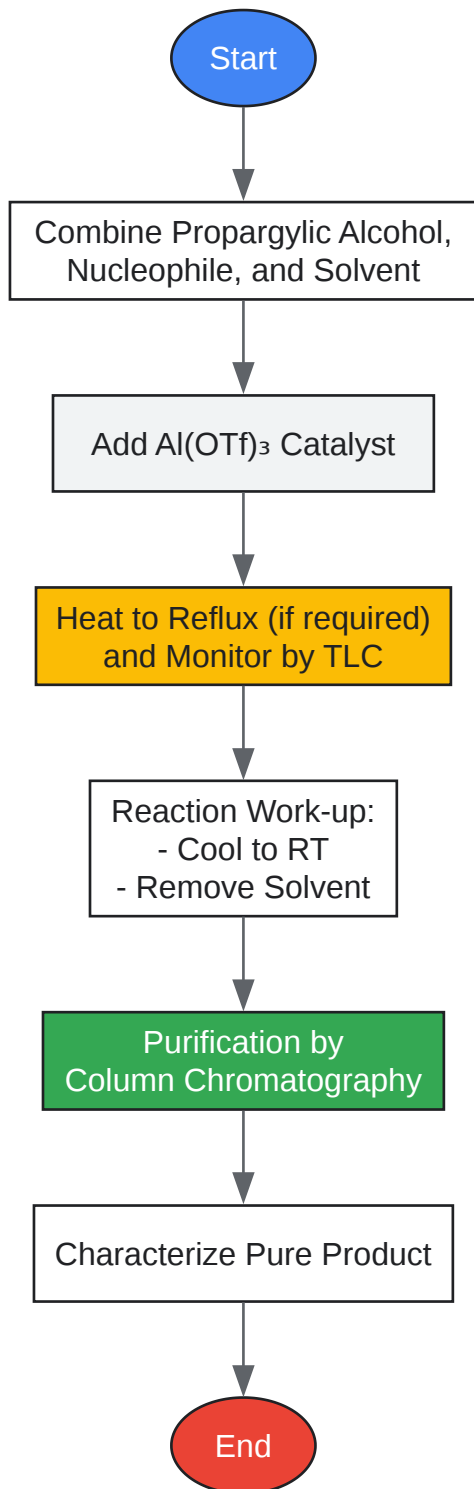 Start
Combine Propargylic Alcohol,
Nucleophile, and Solvent
Add Al(OTf)₃ Catalyst
Heat to Reflux (if required)
and Monitor by TLC
Reaction Work-up:
- Cool to RT
- Remove Solvent
Purification by
Column Chromatography
Characterize Pure Product
End